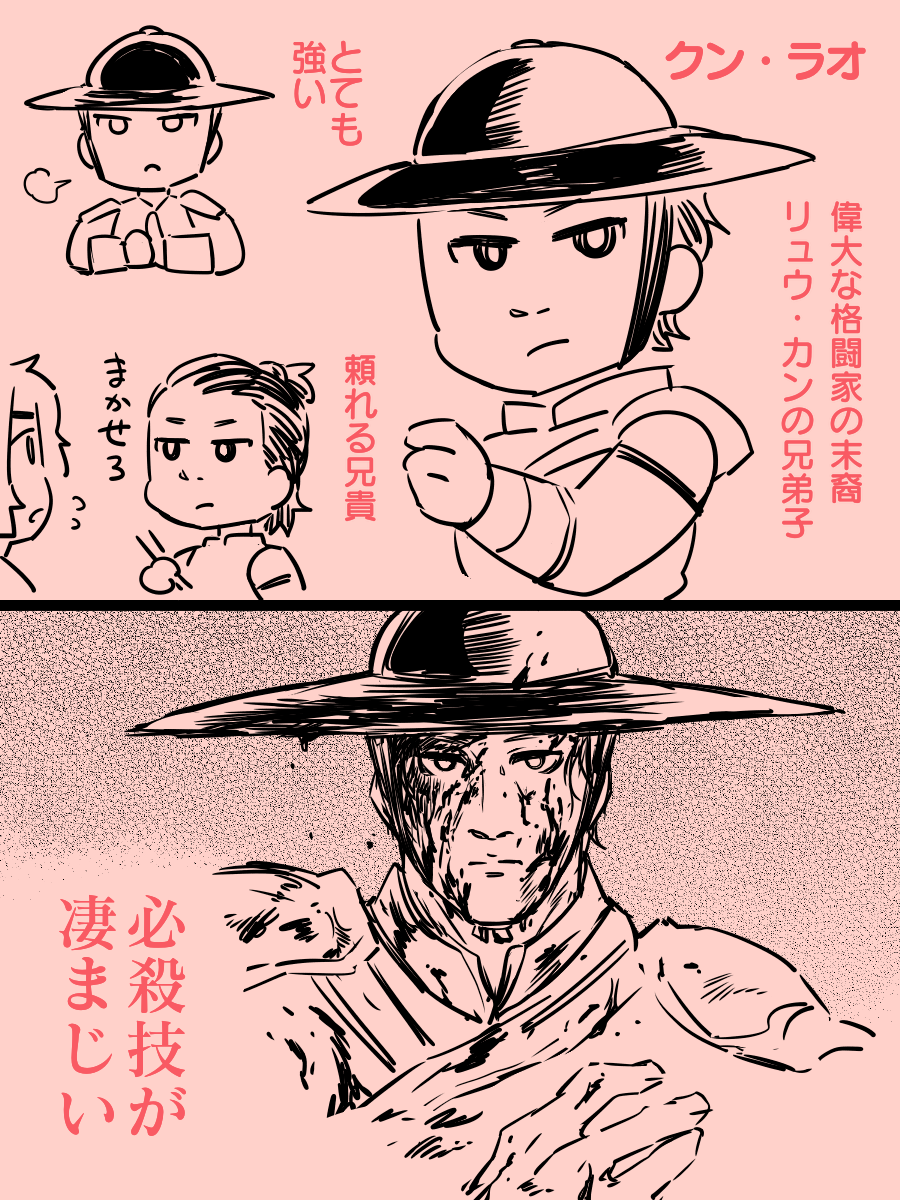 クン・ラオ
偉大な格闘家の末裔
リュウ・カンの兄弟子
とても
強い
頼れる兄貴
まかせろ
必殺技が
凄まじい